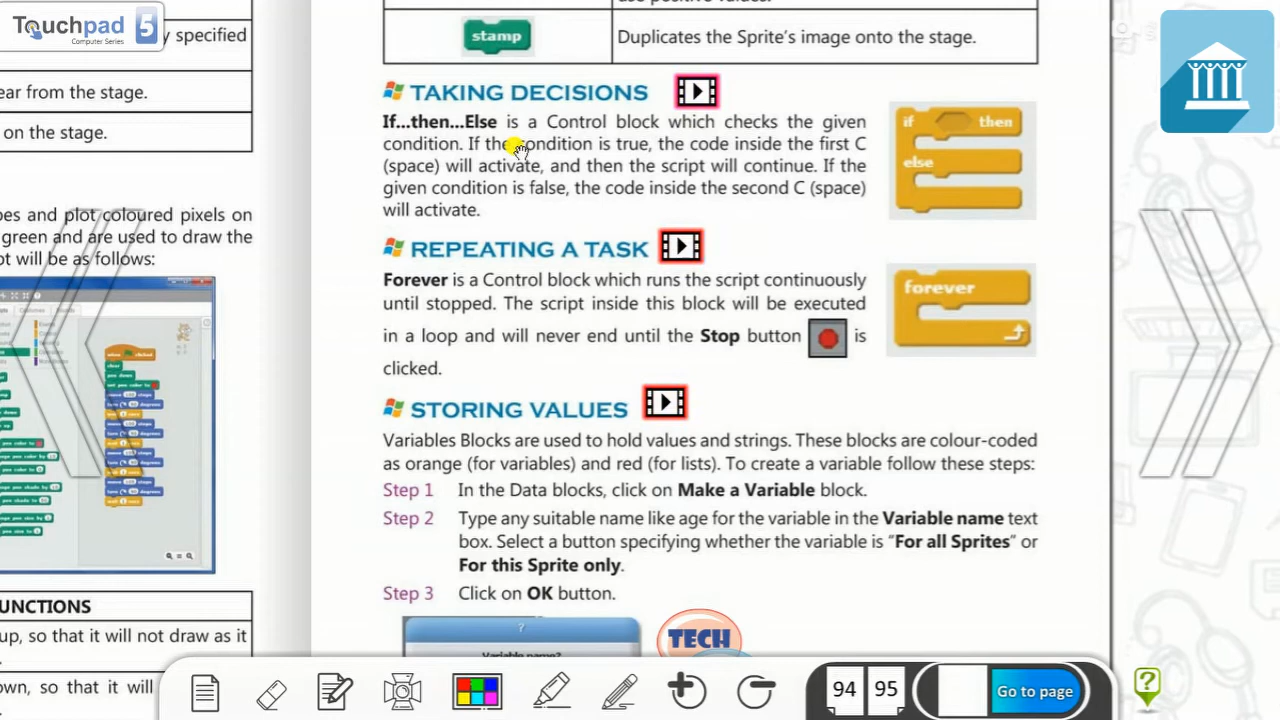 Touchpad 5
Computer Series
y specified
ear from the stage.
on the stage.
pes and plot coloured pixels on
green and are used to draw the
pt will be as follows:
UNCTIONS
up, so that it will not draw as it
own, so that it will
use positive values.
stamp
Duplicates the Sprite's image onto the stage.
TAKING DECISIONS
If...then...Else is a Control block which checks the given
condition. If the condition is true, the code inside the first C
(space) will activate, and then the script will continue. If the
given condition is false, the code inside the second C (space)
will activate.
if then
else
REPEATING A TASK
Forever is a Control block which runs the script continuously
until stopped. The script inside this block will be executed
in a loop and will never end until the Stop button is
clicked.
forever
STORING VALUES
Variables Blocks are used to hold values and strings. These blocks are colour-coded
as orange (for variables) and red (for lists). To create a variable follow these steps:
Step 1 In the Data blocks, click on Make a Variable block.
Step 2 Type any suitable name like age for the variable in the Variable name text
box. Select a button specifying whether the variable is "For all Sprites" or
For this Sprite only.
Step 3 Click on OK button.
?
Variable name?
TECH
94 95
Go to page
?